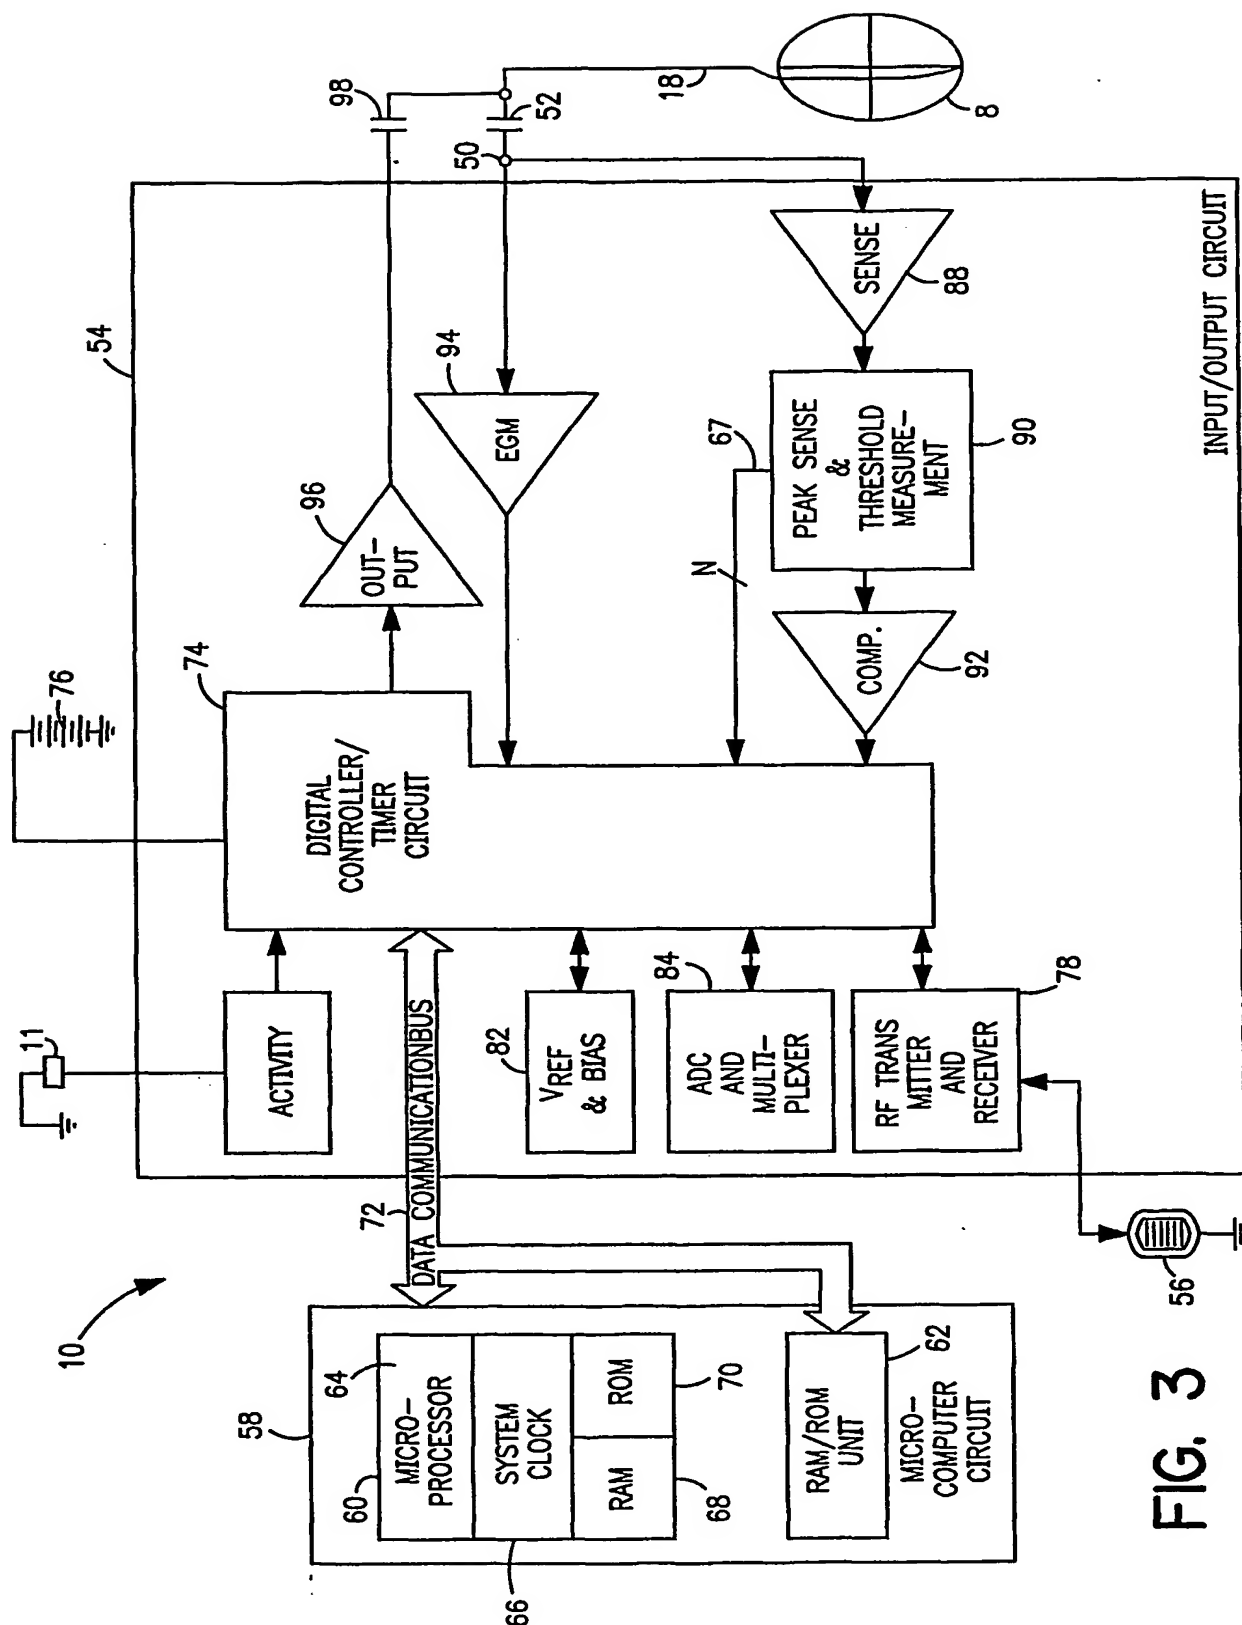 10
58
60
MICRO-
PROCESSOR
64
SYSTEM
CLOCK
66
RAM
ROM
68
70
RAM/ROM
UNIT
62
MICRO-
COMPUTER
CIRCUIT
72
DATA COMMUNICATIONBUS
56
11
ACTIVITY
82
VREF
& BIAS
84
ADC
AND
MULTI-
PLEXER
RF TRANS
MITTER
AND
RECEIVER
78
76
74
DIGITAL
CONTROLLER/
TIMER
CIRCUIT
54
96
OUT-
PUT
94
EGM
N
67
COMP.
92
PEAK SENSE
&
THRESHOLD
MEASURE-
MENT
90
SENSE
88
98
50
52
18
8
INPUT/OUTPUT CIRCUIT
FIG. 3